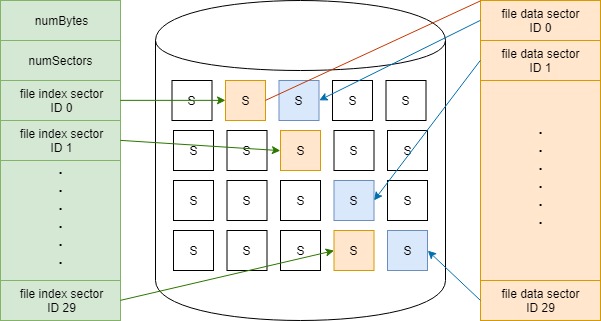 numBytes
numSectors
file index sector
ID 0
file index sector
ID 1
file index sector
ID 29
S S S S S
S S S S S
S S S S S
S S S S S
file data sector
ID 0
file data sector
ID 1
file data sector
ID 29